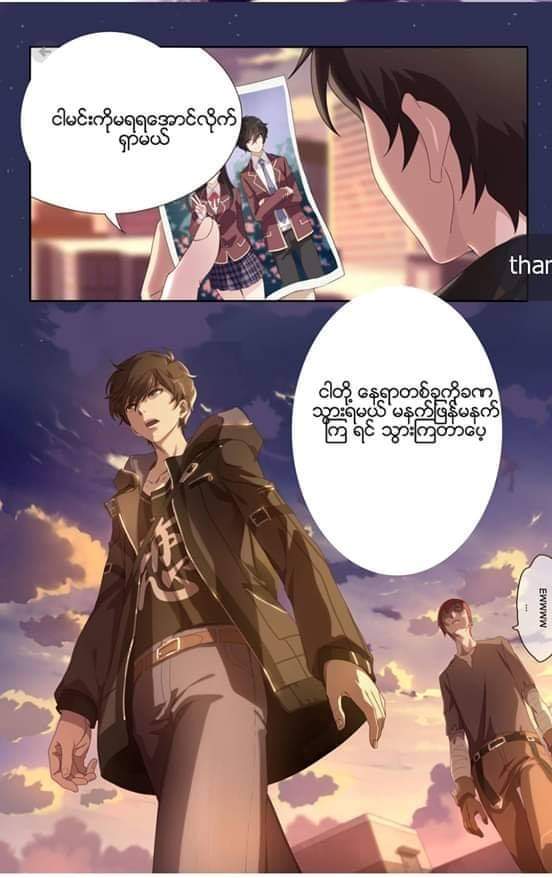 ငါမင်းကိုမရရအောင်လိုက်
ရှာမယ်
than
ငါတို့ နေရာတစ်ခုကိုခဏ
သွားရမယ် မနက်ဖြန်မနက်
ကြ ရင် သွားကြတာပေ့
EWWWW
...